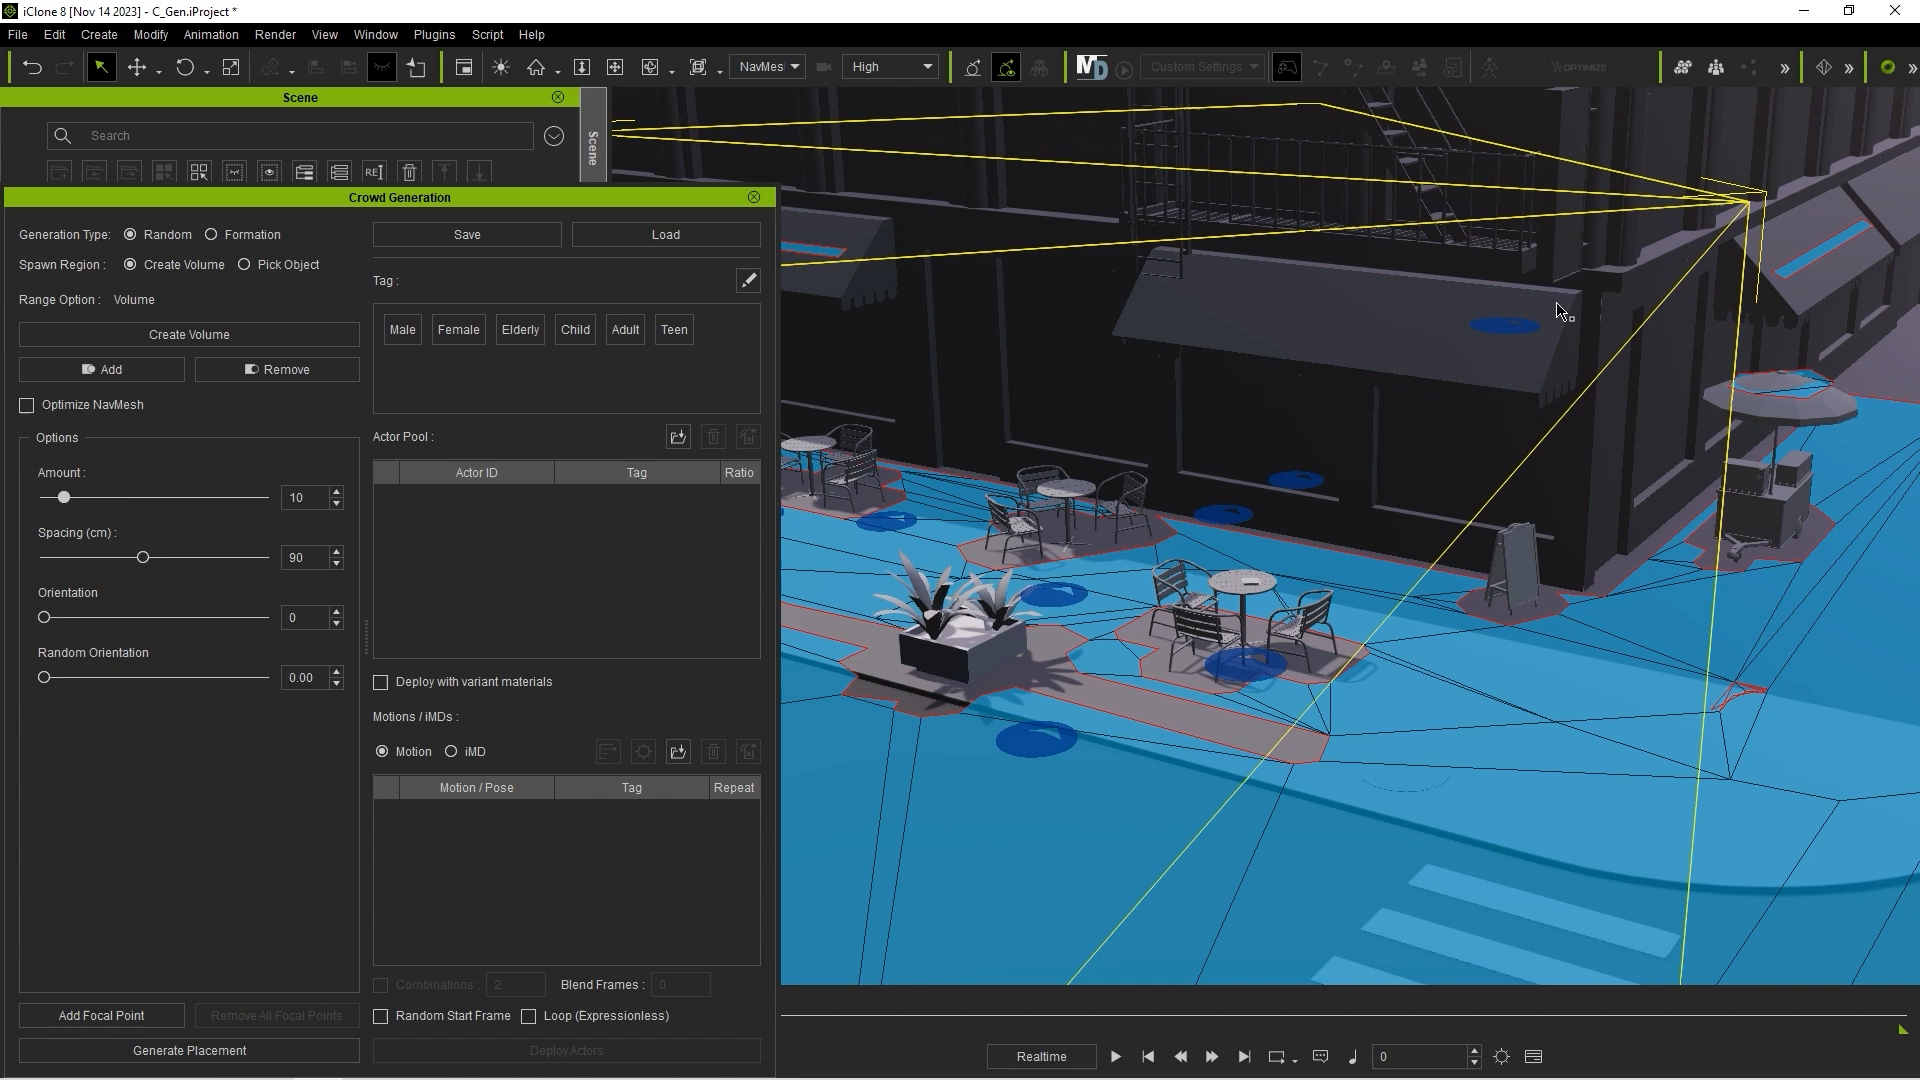 iClone 8 [Nov 14 2023] - C_Gen.iProject *
File Edit Create Modify Animation Render View Window Plugins Script Help
NavMes High MD Custom Settings OPTIMIZE
Scene
Search
Scene
RE
Crowd Generation
Generation Type: Random Formation
Save Load
Spawn Region : Create Volume Pick Object
Tag :
Range Option : Volume
Create Volume
Male Female Elderly Child Adult Teen
Add Remove
Optimize NavMesh
Options
Actor Pool :
Amount :
Actor ID Tag Ratio
10
Spacing (cm) :
90
Orientation
0
Random Orientation
0.00
Deploy with variant materials
Motions / iMDs :
Motion iMD
Motion / Pose Tag Repeat
Combinations : 2 Blend Frames : 0
Add Focal Point Remove All Focal Points
Random Start Frame Loop (Expressionless)
Generate Placement
Deploy Actors
Realtime 0